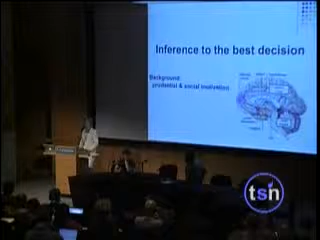 Inference to the best decision
Background:
prudential & social evaluation
tsn